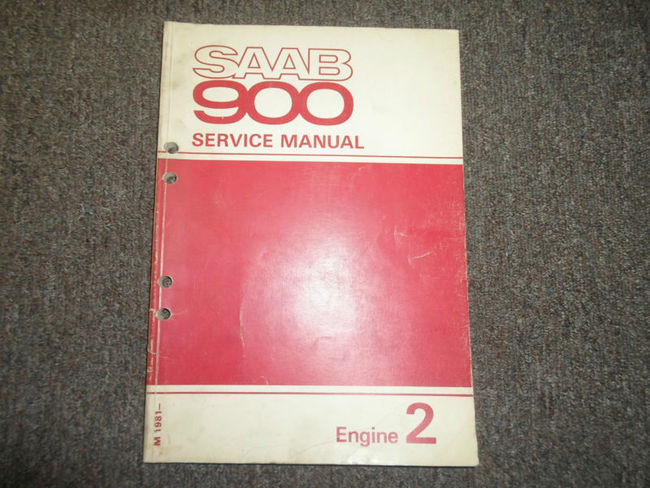 SAAB
900
SERVICE MANUAL
M 1981–
Engine 2